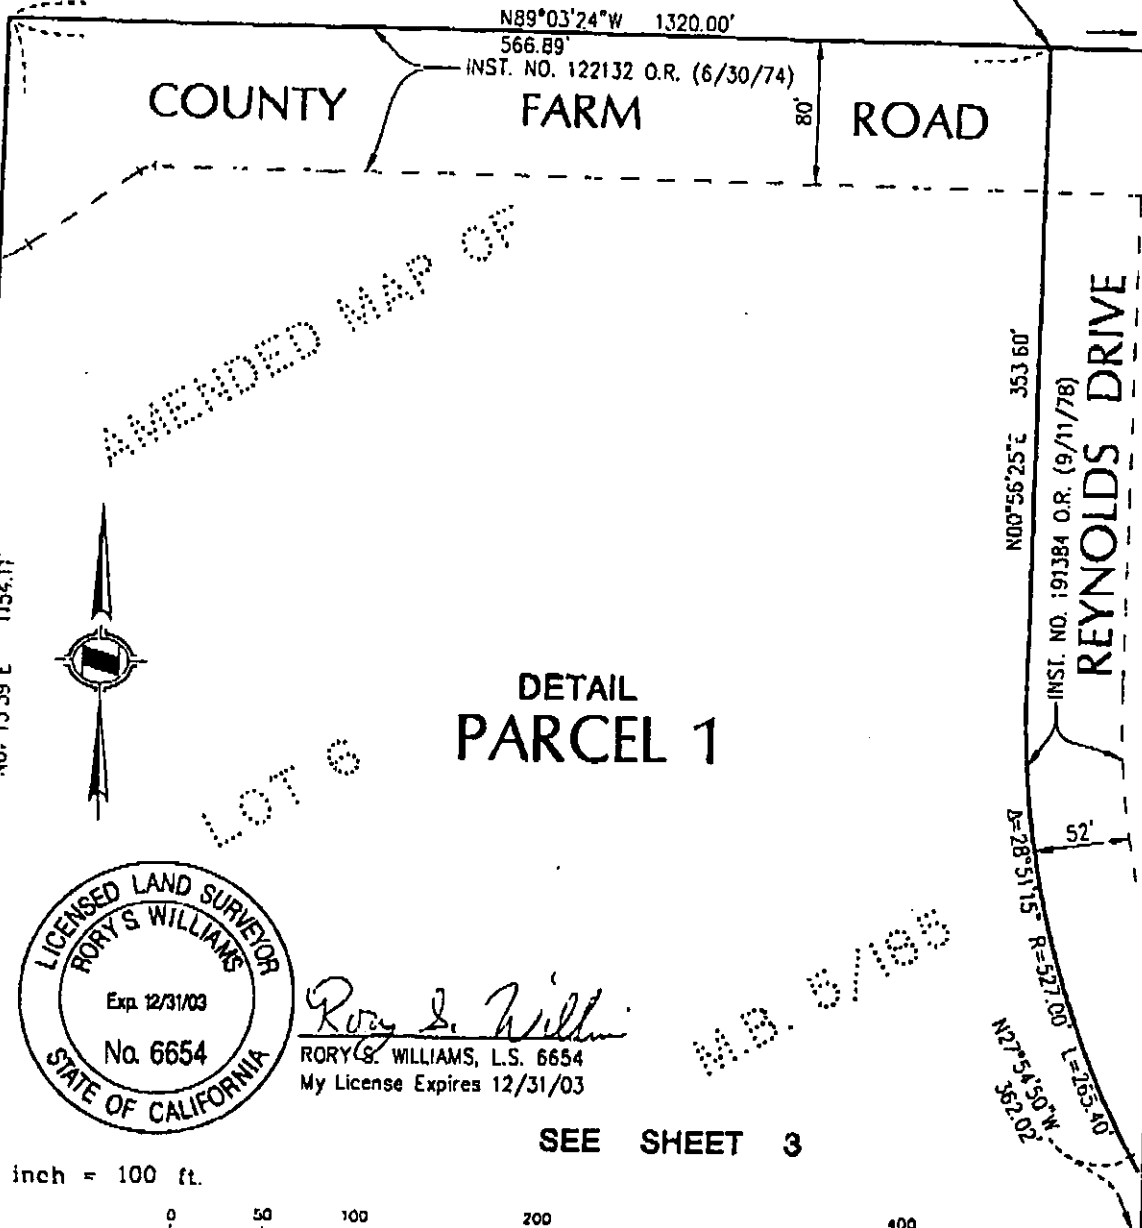 N89°03'24"W 1320.00'
566.89'
INST. NO. 122132 O.R. (6/30/74)
COUNTY FARM ROAD
80'
AMENDED MAP OF
N00°56'25"E 353.60'
INST. NO. 191384 O.R. (9/11/78)
REYNOLDS DRIVE
1154.11'
DETAIL
PARCEL 1
LOT 6
52'
Δ=28°51'15" R=527.00' L=265.40'
M.B. 5/185
N27°54'50"W
362.02'
LICENSED LAND SURVEYOR
RORY S. WILLIAMS
Exp. 12/31/03
No. 6654
STATE OF CALIFORNIA
Rory S. Williams
RORY S. WILLIAMS, L.S. 6654
My License Expires 12/31/03
SEE SHEET 3
inch = 100 ft.
0 50 100 200 400